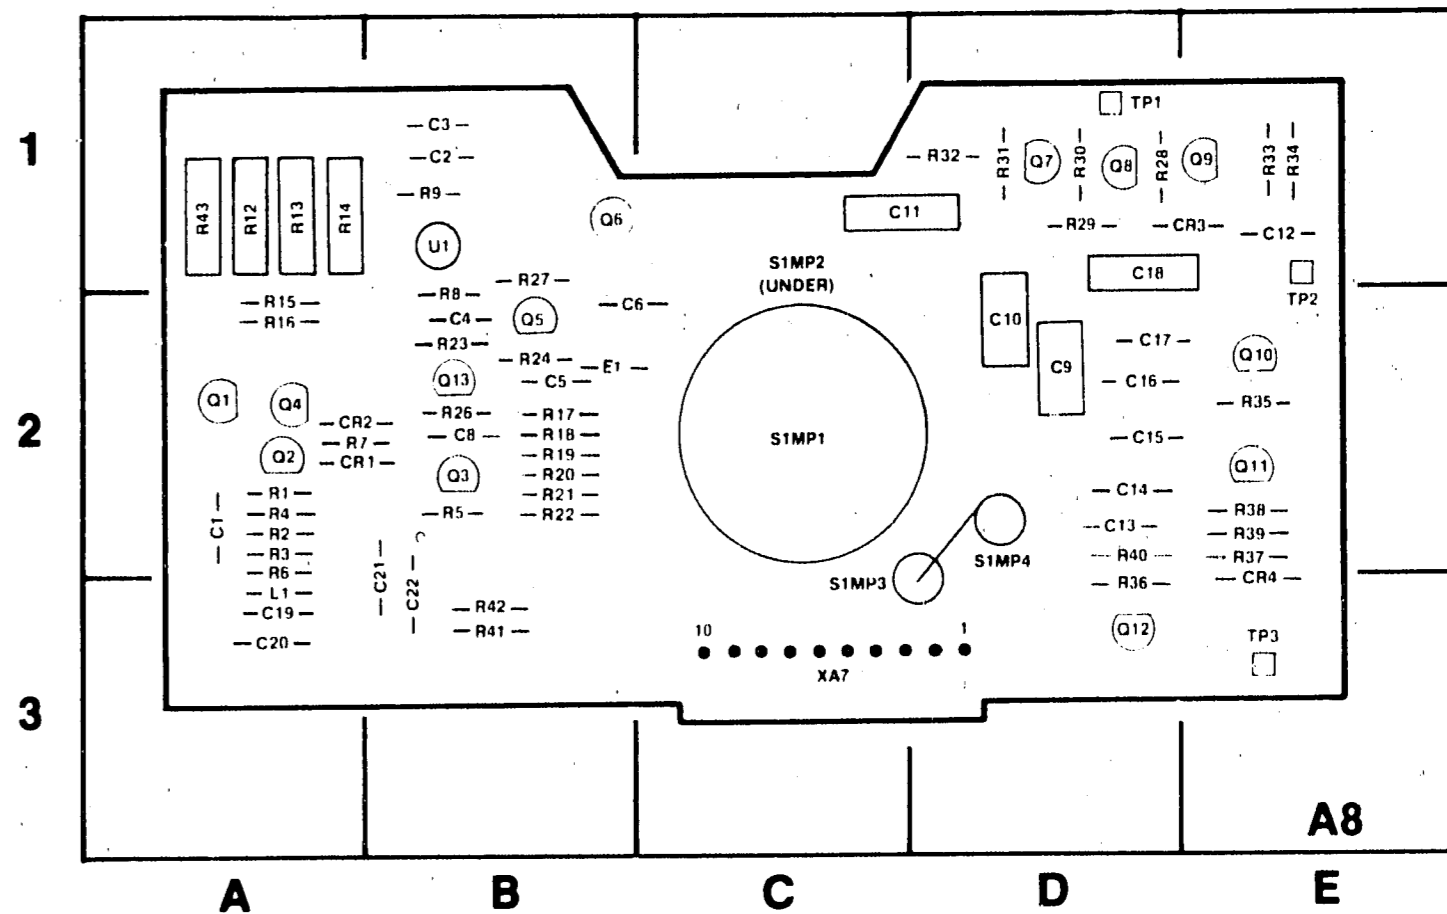 1
C3
C2
R9
U1
R43
R12
R13
R14
Q6
R32
R31
Q7
R30
Q8
R28
Q9
R33
R34
TP1
C11
R29
CR3
C12
S1MP2
(UNDER)
C18
TP2
R27
R8
C4
Q5
R23
C6
R15
R16
R24
E1
C5
Q13
C10
C9
C17
C16
Q10
R35
2
Q1
Q4
Q2
CR2
R7
CR1
R26
C8
Q3
R5
R17
R18
R19
R20
R21
R22
S1MP1
C15
C14
C13
R40
R36
Q11
R38
R39
R37
CR4
C1
R1
R4
R2
R3
R6
L1
C19
C20
C21
C22
R42
R41
S1MP3
S1MP4
10
1
XA7
Q12
TP3
3
A8
A
B
C
D
E